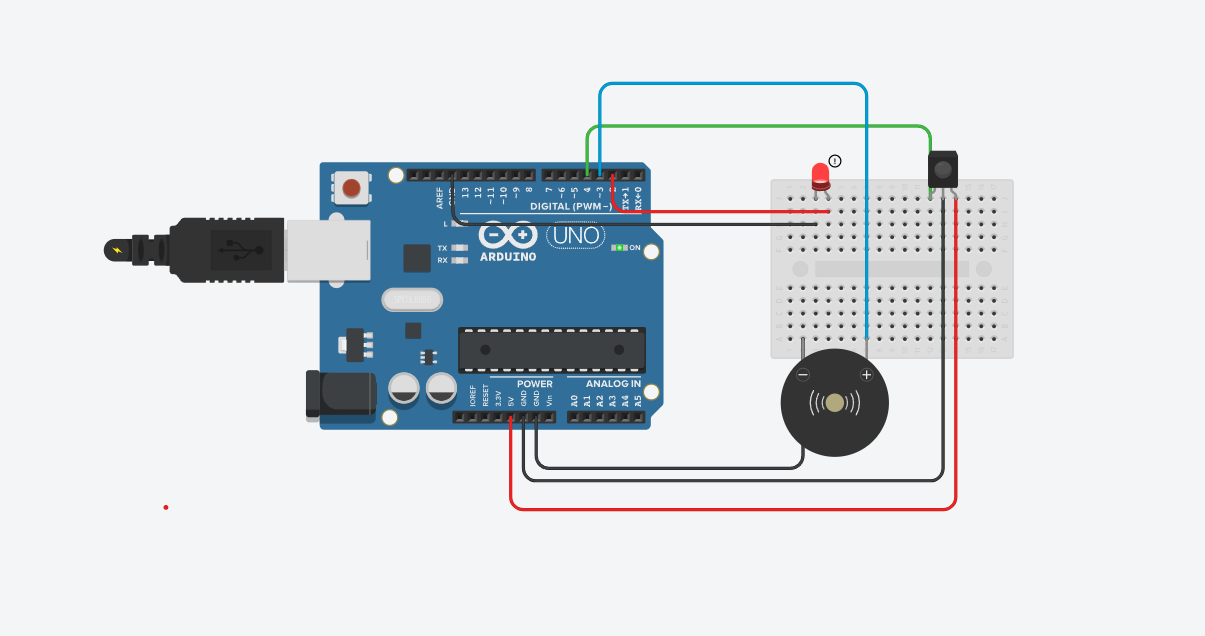 AREF
GND
13
12
~11
~10
~9
8
7
~6
~5
4
~3
2
TX→1
RX←0
DIGITAL (PWM~)
L
TX
RX
UNO
ARDUINO
ON
POWER
ANALOG IN
IOREF
RESET
3.3V
5V
GND
GND
Vin
A0
A1
A2
A3
A4
A5